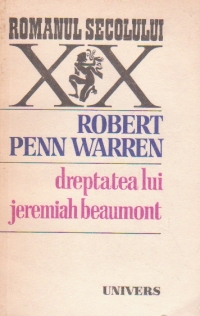 ROMANUL SECOLULUI
XX
ROBERT
PENN WARREN
dreptatea lui
jeremiah beaumont
UNIVERS